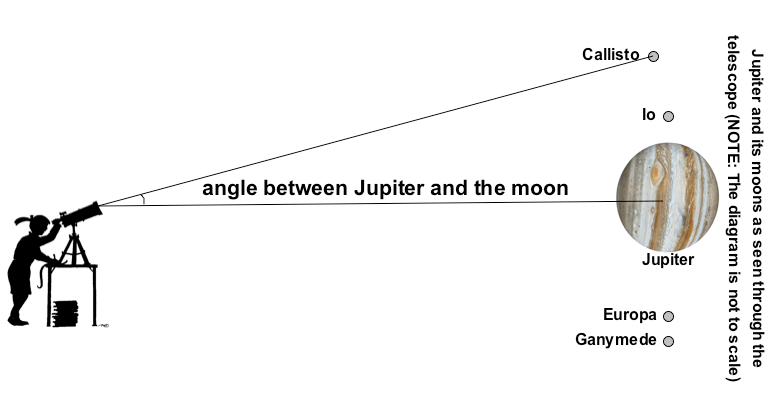 Callisto
Io
angle between Jupiter and the moon
Jupiter
Europa
Ganymede
Jupiter and its moons as seen through the
telescope (NOTE: The diagram is not to scale)